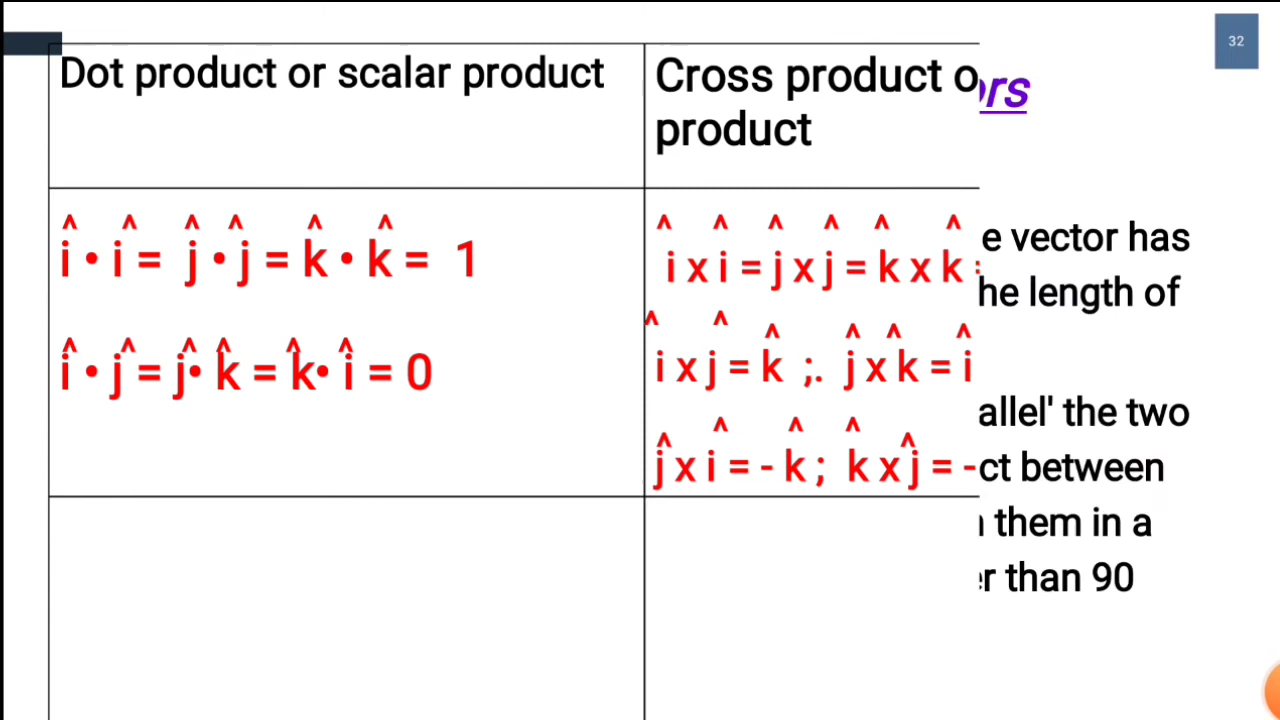 32
Dot product or scalar product
Cross product o
product
rs
î • î = ĵ • ĵ = k̂ • k̂ = 1
î • ĵ = ĵ • k̂ = k̂ • î = 0
î x î = ĵ x ĵ = k̂ x k̂
î x ĵ = k̂ ;. ĵ x k̂ = î
ĵ x î = - k̂ ; k̂ x ĵ = -
e vector has
he length of
allel' the two
ct between
them in a
r than 90